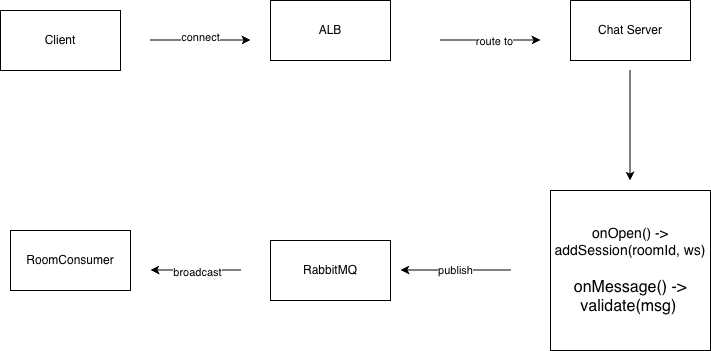 Client
connect
ALB
route to
Chat Server
onOpen() ->
addSession(roomId, ws)
onMessage() ->
validate(msg)
publish
RabbitMQ
broadcast
RoomConsumer